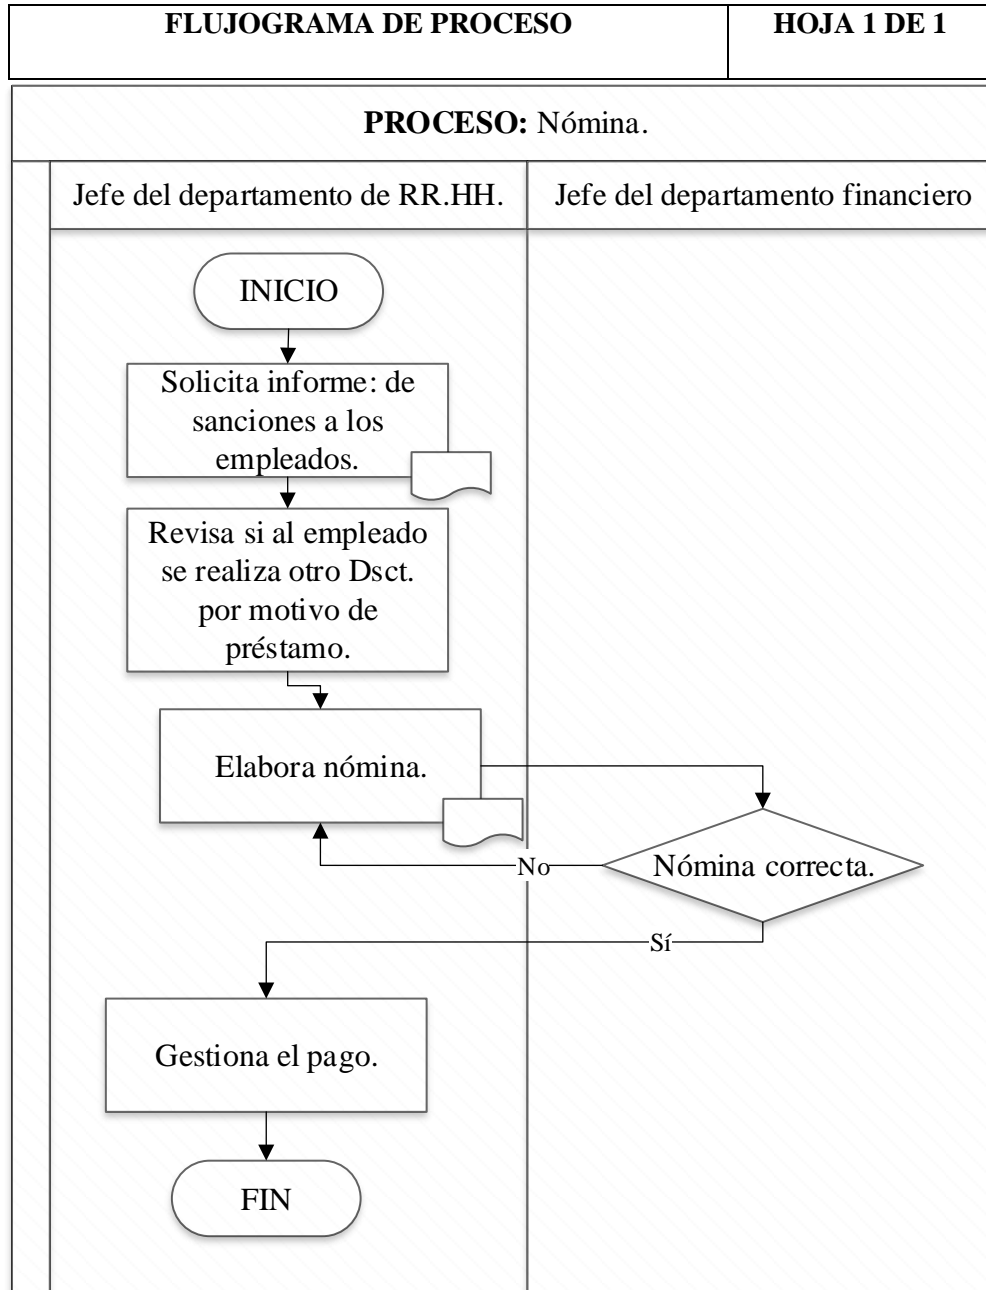 FLUJOGRAMA DE PROCESO
HOJA 1 DE 1
PROCESO: Nómina.
Jefe del departamento de RR.HH.
Jefe del departamento financiero
INICIO
Solicita informe: de
sanciones a los
empleados.
Revisa si al empleado
se realiza otro Dsct.
por motivo de
préstamo.
Elabora nómina.
Nómina correcta.
No
Sí
Gestiona el pago.
FIN